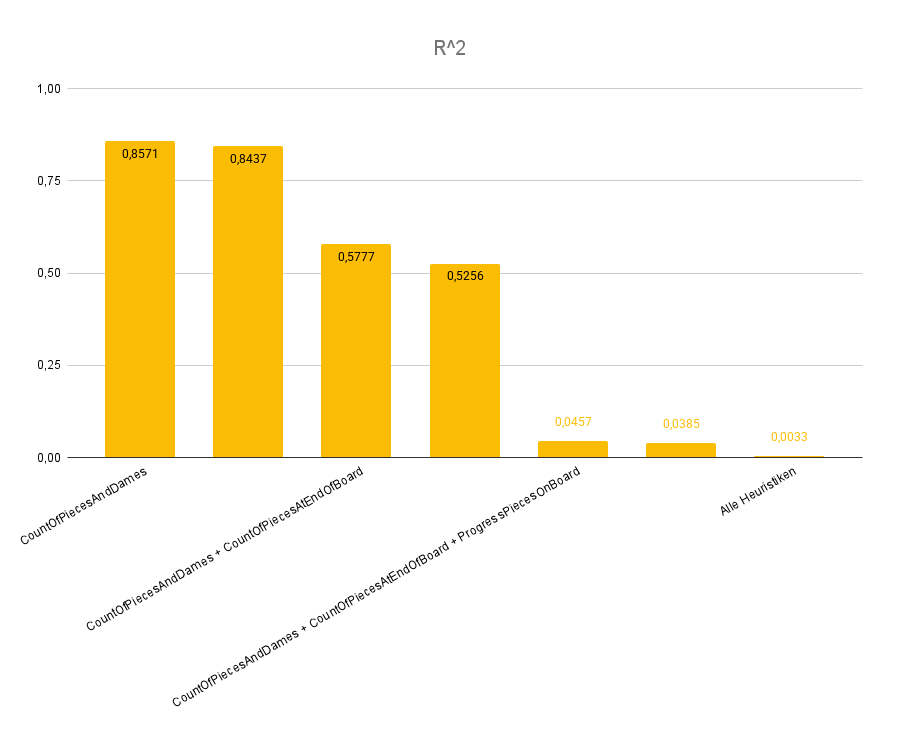 R^2
1,00
0,75
0,50
0,25
0,00
0,8571
0,8437
0,5777
0,5256
0,0457
0,0385
0,0033
CountOfPiecesAndDames
CountOfPiecesAndDames + CountOfPiecesAtEndOfBoard
CountOfPiecesAndDames + CountOfPiecesAtEndOfBoard + ProgressPiecesOnBoard
Alle Heuristiken